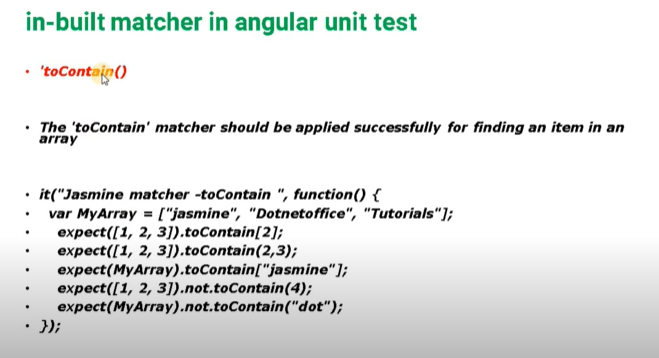 in-built matcher in angular unit test
• 'toContain()
• The 'toContain' matcher should be applied successfully for finding an item in an
array
• it("Jasmine matcher -toContain ", function() {
• var MyArray = ["jasmine", "Dotnetoffice", "Tutorials"];
• expect([1, 2, 3]).toContain[2];
• expect([1, 2, 3]).toContain(2,3);
• expect(MyArray).toContain["jasmine"];
• expect([1, 2, 3]).not.toContain(4);
• expect(MyArray).not.toContain("dot");
• });